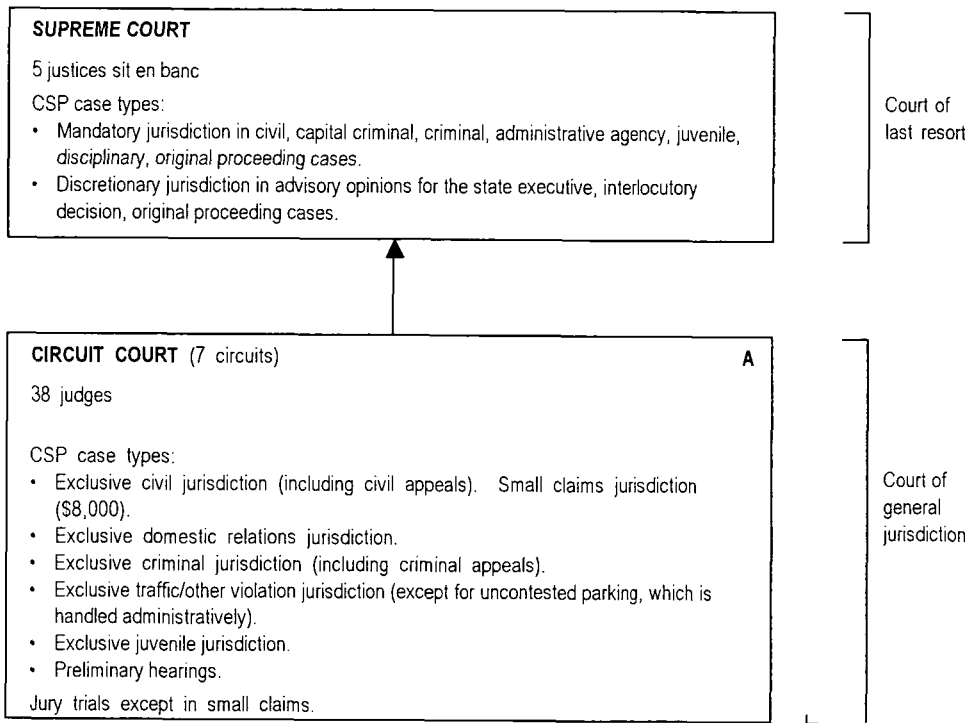 SUPREME COURT
5 justices sit en banc
CSP case types:
• Mandatory jurisdiction in civil, capital criminal, criminal, administrative agency, juvenile,
disciplinary, original proceeding cases.
• Discretionary jurisdiction in advisory opinions for the state executive, interlocutory
decision, original proceeding cases.
Court of
last resort
CIRCUIT COURT (7 circuits) A
38 judges
CSP case types:
• Exclusive civil jurisdiction (including civil appeals). Small claims jurisdiction
($8,000).
• Exclusive domestic relations jurisdiction.
• Exclusive criminal jurisdiction (including criminal appeals).
• Exclusive traffic/other violation jurisdiction (except for uncontested parking, which is
handled administratively).
• Exclusive juvenile jurisdiction.
• Preliminary hearings.
Jury trials except in small claims.
Court of
general
jurisdiction